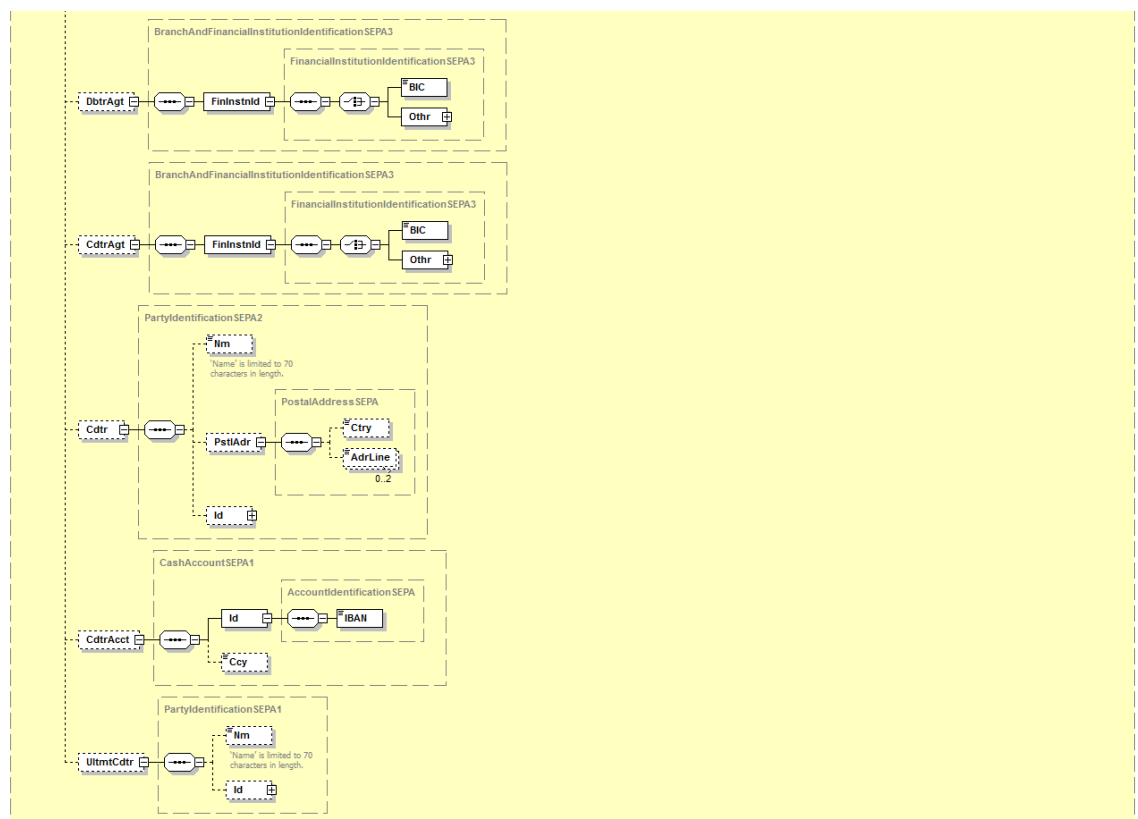 BranchAndFinancialInstitutionIdentificationSEPA3
FinancialInstitutionIdentificationSEPA3
BIC
DbtrAgt
FinInstnId
Othr
BranchAndFinancialInstitutionIdentificationSEPA3
FinancialInstitutionIdentificationSEPA3
BIC
CdtrAgt
FinInstnId
Othr
PartyIdentificationSEPA2
Nm
'Name' is limited to 70
characters in length.
PostalAddressSEPA
Ctry
Cdtr
PstlAdr
AdrLine
0..2
Id
CashAccountSEPA1
AccountIdentificationSEPA
Id
IBAN
CdtrAcct
Ccy
PartyIdentificationSEPA1
Nm
'Name' is limited to 70
characters in length.
UltmtCdtr
Id